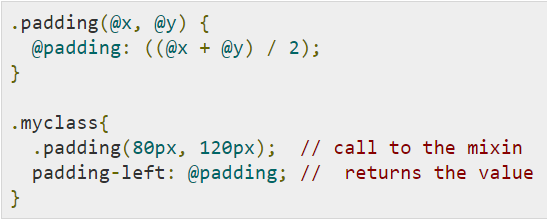 .padding(@x, @y) {
  @padding: ((@x + @y) / 2);
}

.myclass{
  .padding(80px, 120px);  // call to the mixin
  padding-left: @padding; //  returns the value
}